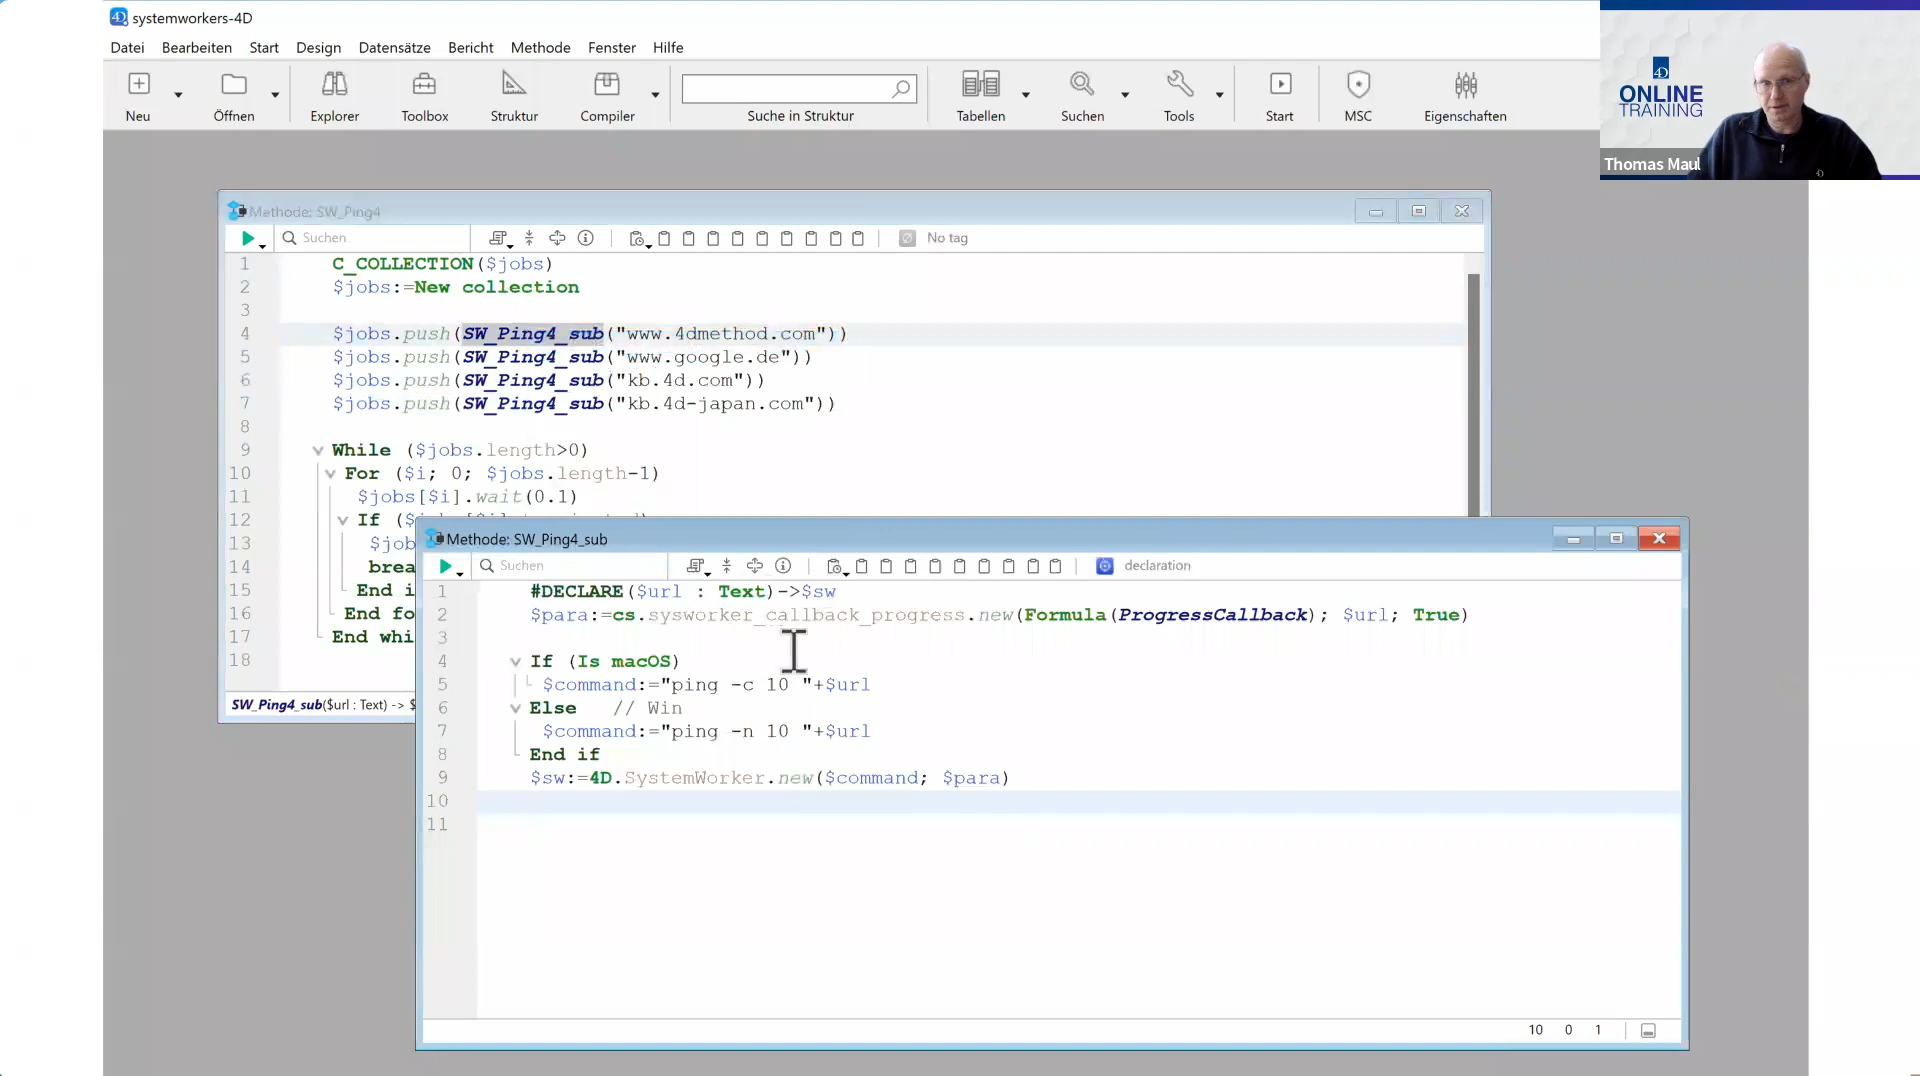 systemworkers-4D
Datei Bearbeiten Start Design Datensätze Bericht Methode Fenster Hilfe
Neu Öffnen Explorer Toolbox Struktur Compiler Suche in Struktur Tabellen Suchen Tools Start MSC Eigenschaften
4D
ONLINE
TRAINING
Thomas Maul
Methode: SW_Ping4
Suchen No tag
1 C_COLLECTION($jobs)
2 $jobs:=New collection
3
4 $jobs.push(SW_Ping4_sub("www.4dmethod.com"))
5 $jobs.push(SW_Ping4_sub("www.google.de"))
6 $jobs.push(SW_Ping4_sub("kb.4d.com"))
7 $jobs.push(SW_Ping4_sub("kb.4d-japan.com"))
8
9 While ($jobs.length>0)
10 For ($i; 0; $jobs.length-1)
11 $jobs[$i].wait(0.1)
12 If ($
13 $job
14 brea
15 End i
16 End fo
17 End whi
18
SW_Ping4_sub($url : Text) -> $
Methode: SW_Ping4_sub
Suchen declaration
1 #DECLARE($url : Text)->$sw
2 $para:=cs.sysworker_callback_progress.new(Formula(ProgressCallback); $url; True)
3
4 If (Is macOS)
5 $command:="ping -c 10 "+$url
6 Else // Win
7 $command:="ping -n 10 "+$url
8 End if
9 $sw:=4D.SystemWorker.new($command; $para)
10
11
10 0 1